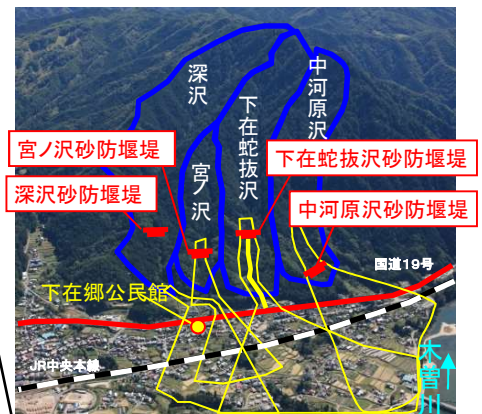 深沢
中河原沢
下在蛇抜沢
宮ノ沢
宮ノ沢砂防堰堤
下在蛇抜沢砂防堰堤
深沢砂防堰堤
中河原沢砂防堰堤
国道19号
下在郷公民館
JR中央本線
木曽川